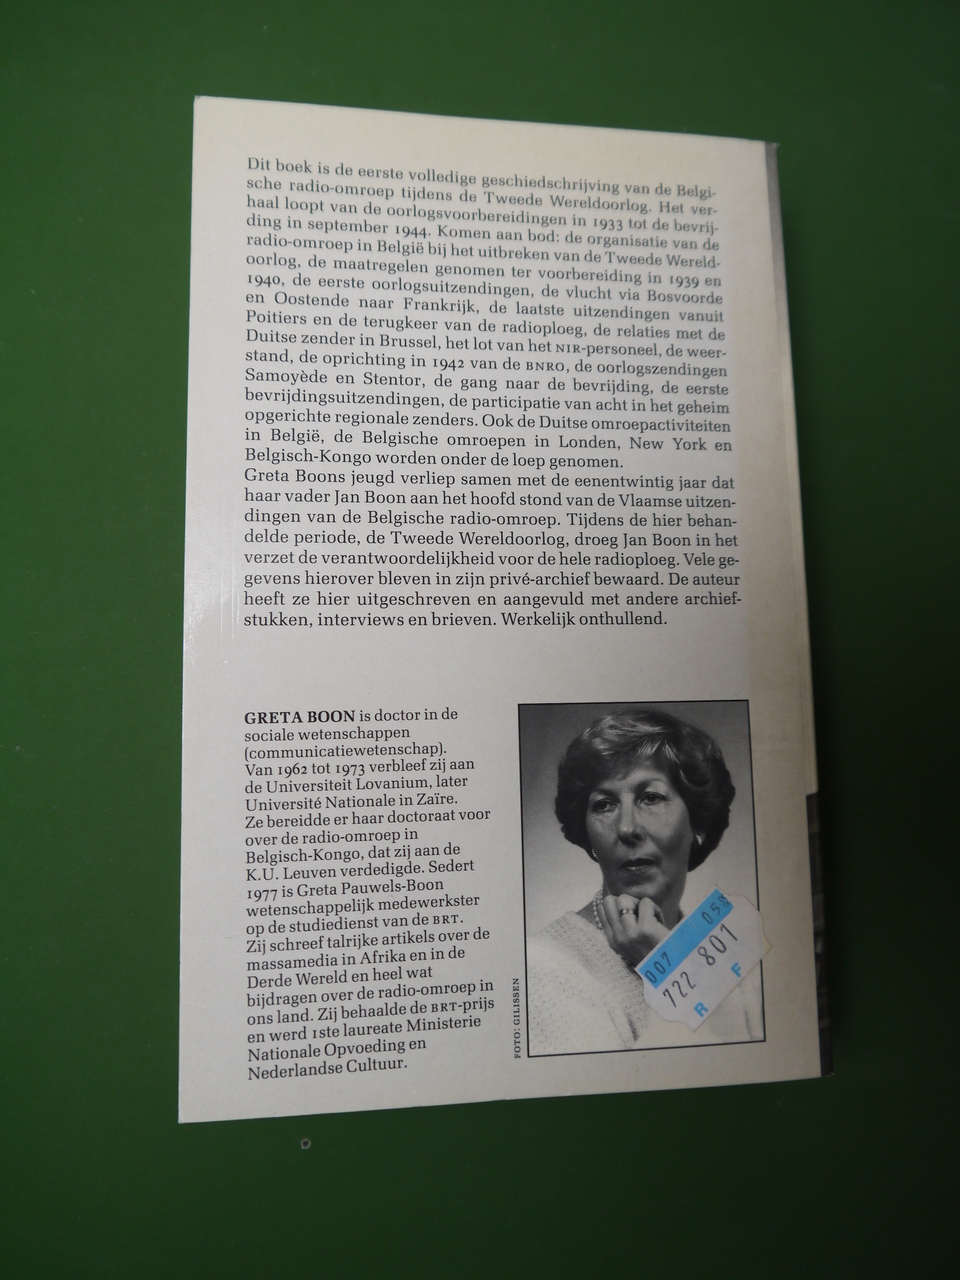 Dit boek is de eerste volledige geschiedschrijving van de Belgi-
sche radio-omroep tijdens de Tweede Wereldoorlog. Het ver-
haal loopt van de oorlogsvoorbereidingen in 1933 tot de bevrij-
ding in september 1944. Komen aan bod: de organisatie van de
radio-omroep in België bij het uitbreken van de Tweede Wereld-
oorlog, de maatregelen genomen ter voorbereiding in 1939 en
1940, de eerste oorlogsuitzendingen, de vlucht via Bosvoorde
en Oostende naar Frankrijk, de laatste uitzendingen vanuit
Poitiers en de terugkeer van de radioploeg, de relaties met de
Duitse zender in Brussel, het lot van het NIR-personeel, de weer-
stand, de oprichting in 1942 van de BNRO, de oorlogszendingen
Samoyède en Stentor, de gang naar de bevrijding, de eerste
bevrijdingsuitzendingen, de participatie van acht in het geheim
opgerichte regionale zenders. Ook de Duitse omroepactiviteiten
in België, de Belgische omroepen in Londen, New York en
Belgisch-Kongo worden onder de loep genomen.
Greta Boons jeugd verliep samen met de eenentwintig jaar dat
haar vader Jan Boon aan het hoofd stond van de Vlaamse uitzen-
dingen van de Belgische radio-omroep. Tijdens de hier behan-
delde periode, de Tweede Wereldoorlog, droeg Jan Boon in het
verzet de verantwoordelijkheid voor de hele radioploeg. Vele ge-
gevens hierover bleven in zijn privé-archief bewaard. De auteur
heeft ze hier uitgeschreven en aangevuld met andere archief-
stukken, interviews en brieven. Werkelijk onthullend.
GRETA BOON is doctor in de
sociale wetenschappen
(communicatiewetenschap).
Van 1962 tot 1973 verbleef zij aan
de Universiteit Lovanium, later
Université Nationale in Zaïre.
Ze bereidde er haar doctoraat voor
over de radio-omroep in
Belgisch-Kongo, dat zij aan de
K.U. Leuven verdedigde. Sedert
1977 is Greta Pauwels-Boon
wetenschappelijk medewerkster
op de studiedienst van de BRT.
Zij schreef talrijke artikels over de
massamedia in Afrika en in de
Derde Wereld en heel wat
bijdragen over de radio-omroep in
ons land. Zij behaalde de BRT-prijs
en werd 1ste laureate Ministerie
Nationale Opvoeding en
Nederlandse Cultuur.
FOTO: GILISSEN
007 058
722 801
R F